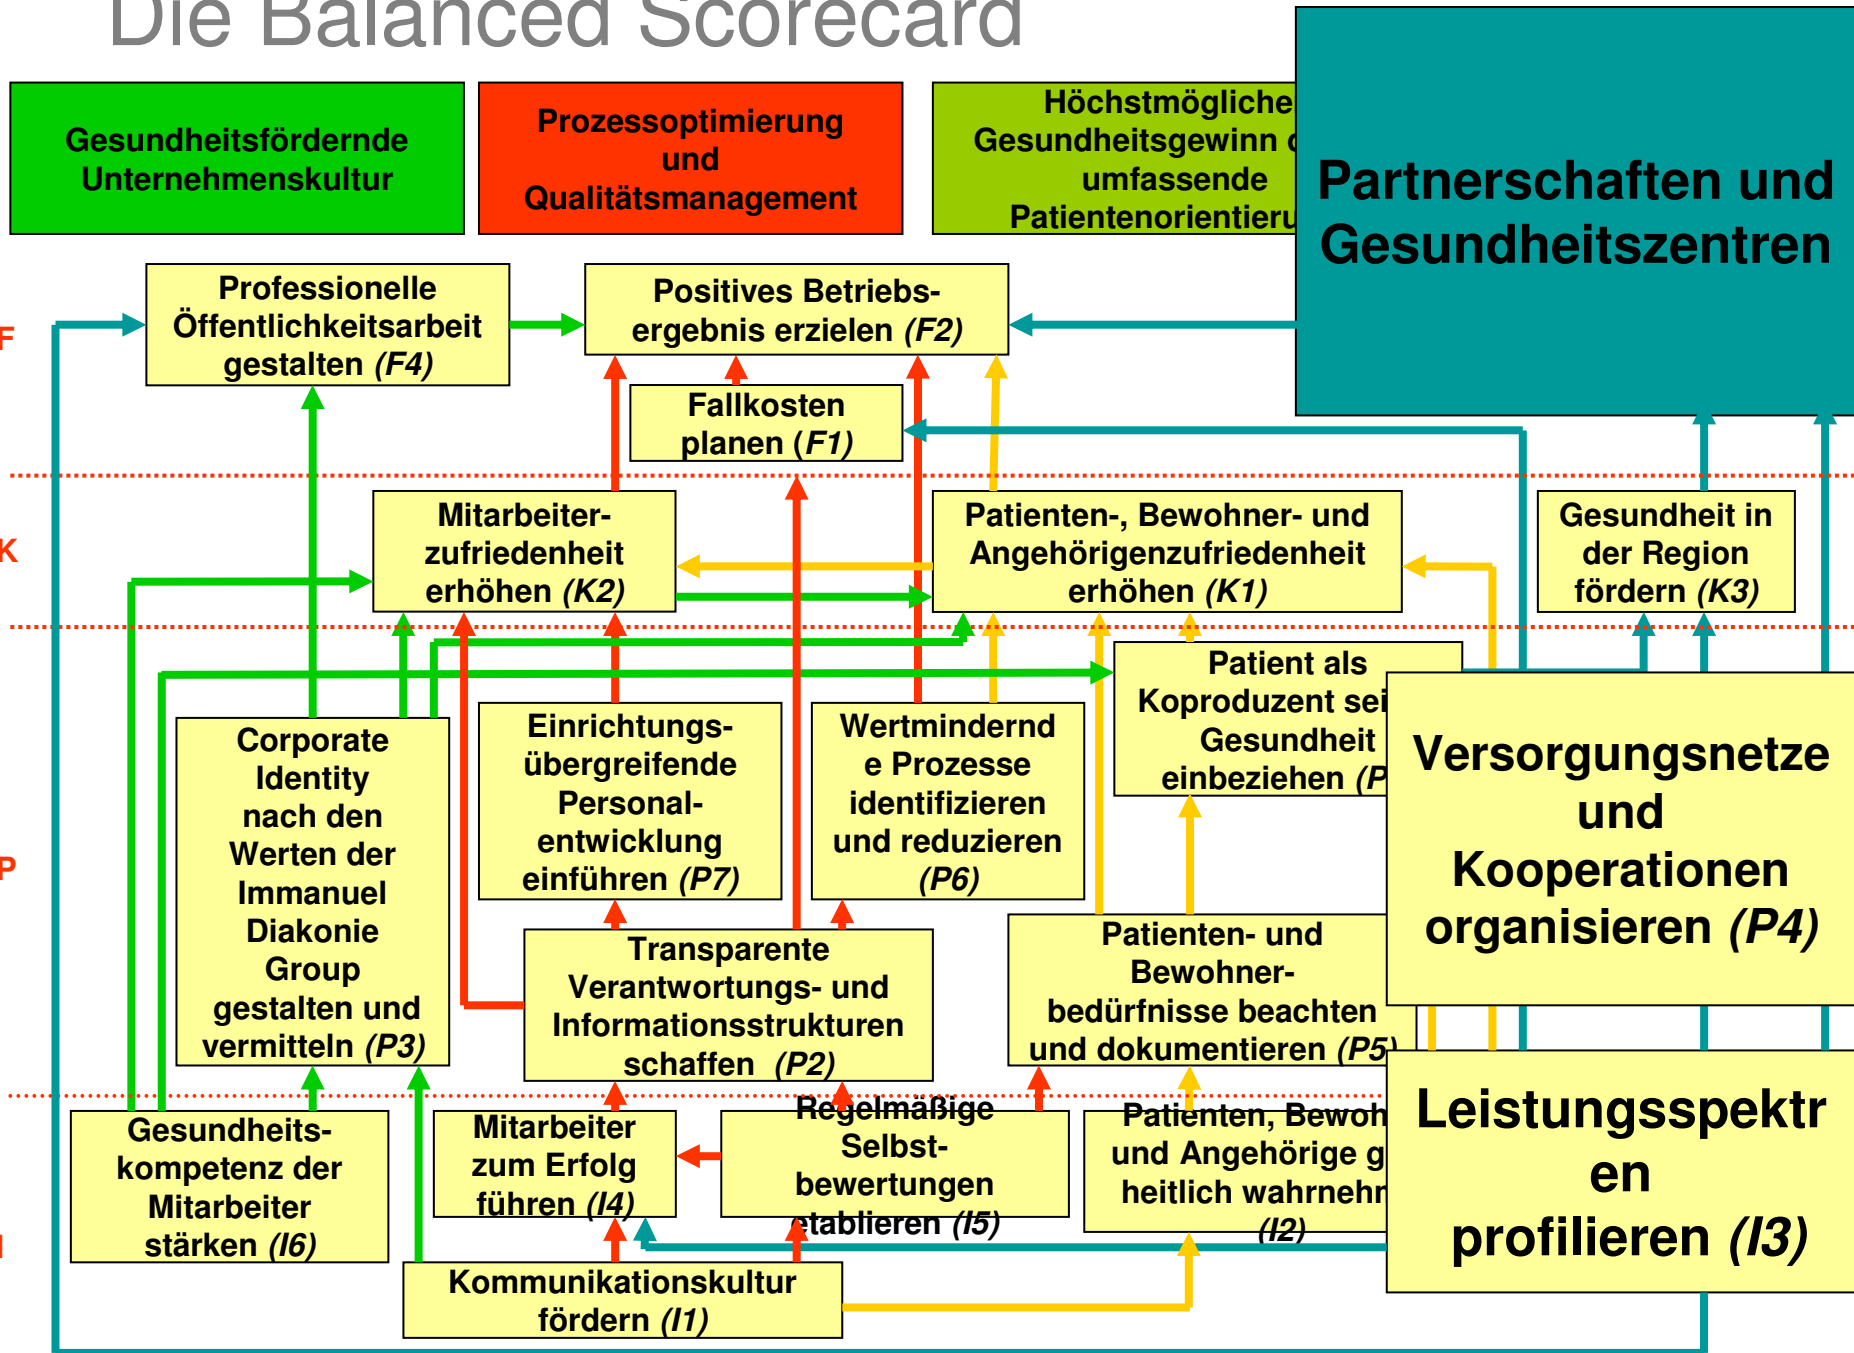 Die Balanced Scorecard
Gesundheitsfördernde
Unternehmenskultur
Prozessoptimierung
und
Qualitätsmanagement
Höchstmögliche
Gesundheitsgewinn
umfassende
Patientenorientieru
Partnerschaften und
Gesundheitszentren
F
Professionelle
Öffentlichkeitsarbeit
gestalten (F4)
Positives Betriebs-
ergebnis erzielen (F2)
Fallkosten
planen (F1)
K
Mitarbeiter-
zufriedenheit
erhöhen (K2)
Patienten-, Bewohner- und
Angehörigenzufriedenheit
erhöhen (K1)
Gesundheit in
der Region
fördern (K3)
P
Corporate
Identity
nach den
Werten der
Immanuel
Diakonie
Group
gestalten und
vermitteln (P3)
Einrichtungs-
übergreifende
Personal-
entwicklung
einführen (P7)
Wertmindernd
e Prozesse
identifizieren
und reduzieren
(P6)
Patient als
Koproduzent sei
Gesundheit
einbeziehen (P
Versorgungsnetze
und
Kooperationen
organisieren (P4)
Transparente
Verantwortungs- und
Informationsstrukturen
schaffen (P2)
Patienten- und
Bewohner-
bedürfnisse beachten
und dokumentieren (P5)
I
Gesundheits-
kompetenz der
Mitarbeiter
stärken (I6)
Mitarbeiter
zum Erfolg
führen (I4)
Regelmäßige
Selbst-
bewertungen
etablieren (I5)
Patienten, Bewoh
und Angehörige g
heitlich wahrneh
(I2)
Leistungsspektr
en
profilieren (I3)
Kommunikationskultur
fördern (I1)